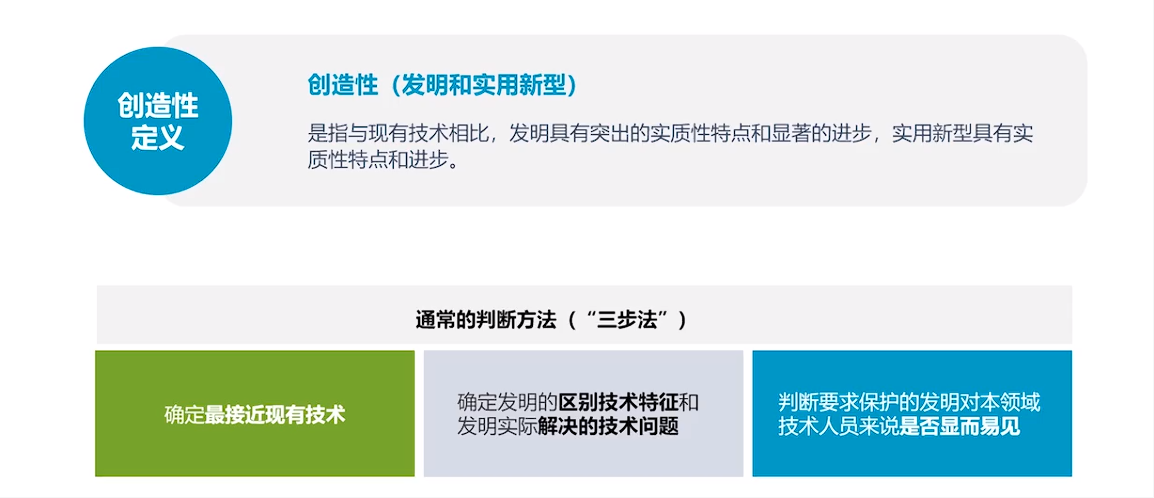 创造性
定义
创造性（发明和实用新型）
是指与现有技术相比，发明具有突出的实质性特点和显著的进步，实用新型具有实
质性特点和进步。
通常的判断方法（“三步法”）
确定最接近现有技术
确定发明的区别技术特征和
发明实际解决的技术问题
判断要求保护的发明对本领域
技术人员来说是否显而易见